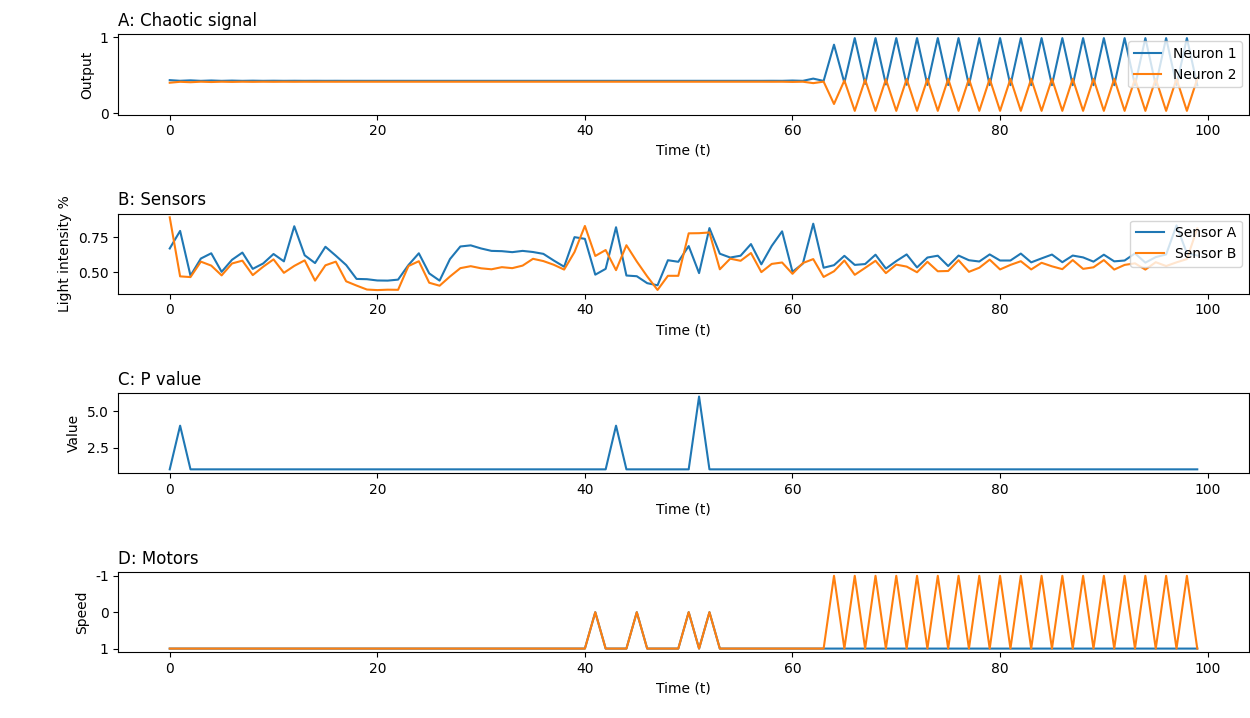 A: Chaotic signal
Output
1
0
Neuron 1
Neuron 2
0 20 40 60 80 100
Time (t)
B: Sensors
Light intensity %
0.75
0.50
Sensor A
Sensor B
0 20 40 60 80 100
Time (t)
C: P value
Value
5.0
2.5
0 20 40 60 80 100
Time (t)
D: Motors
Speed
-1
0
1
0 20 40 60 80 100
Time (t)